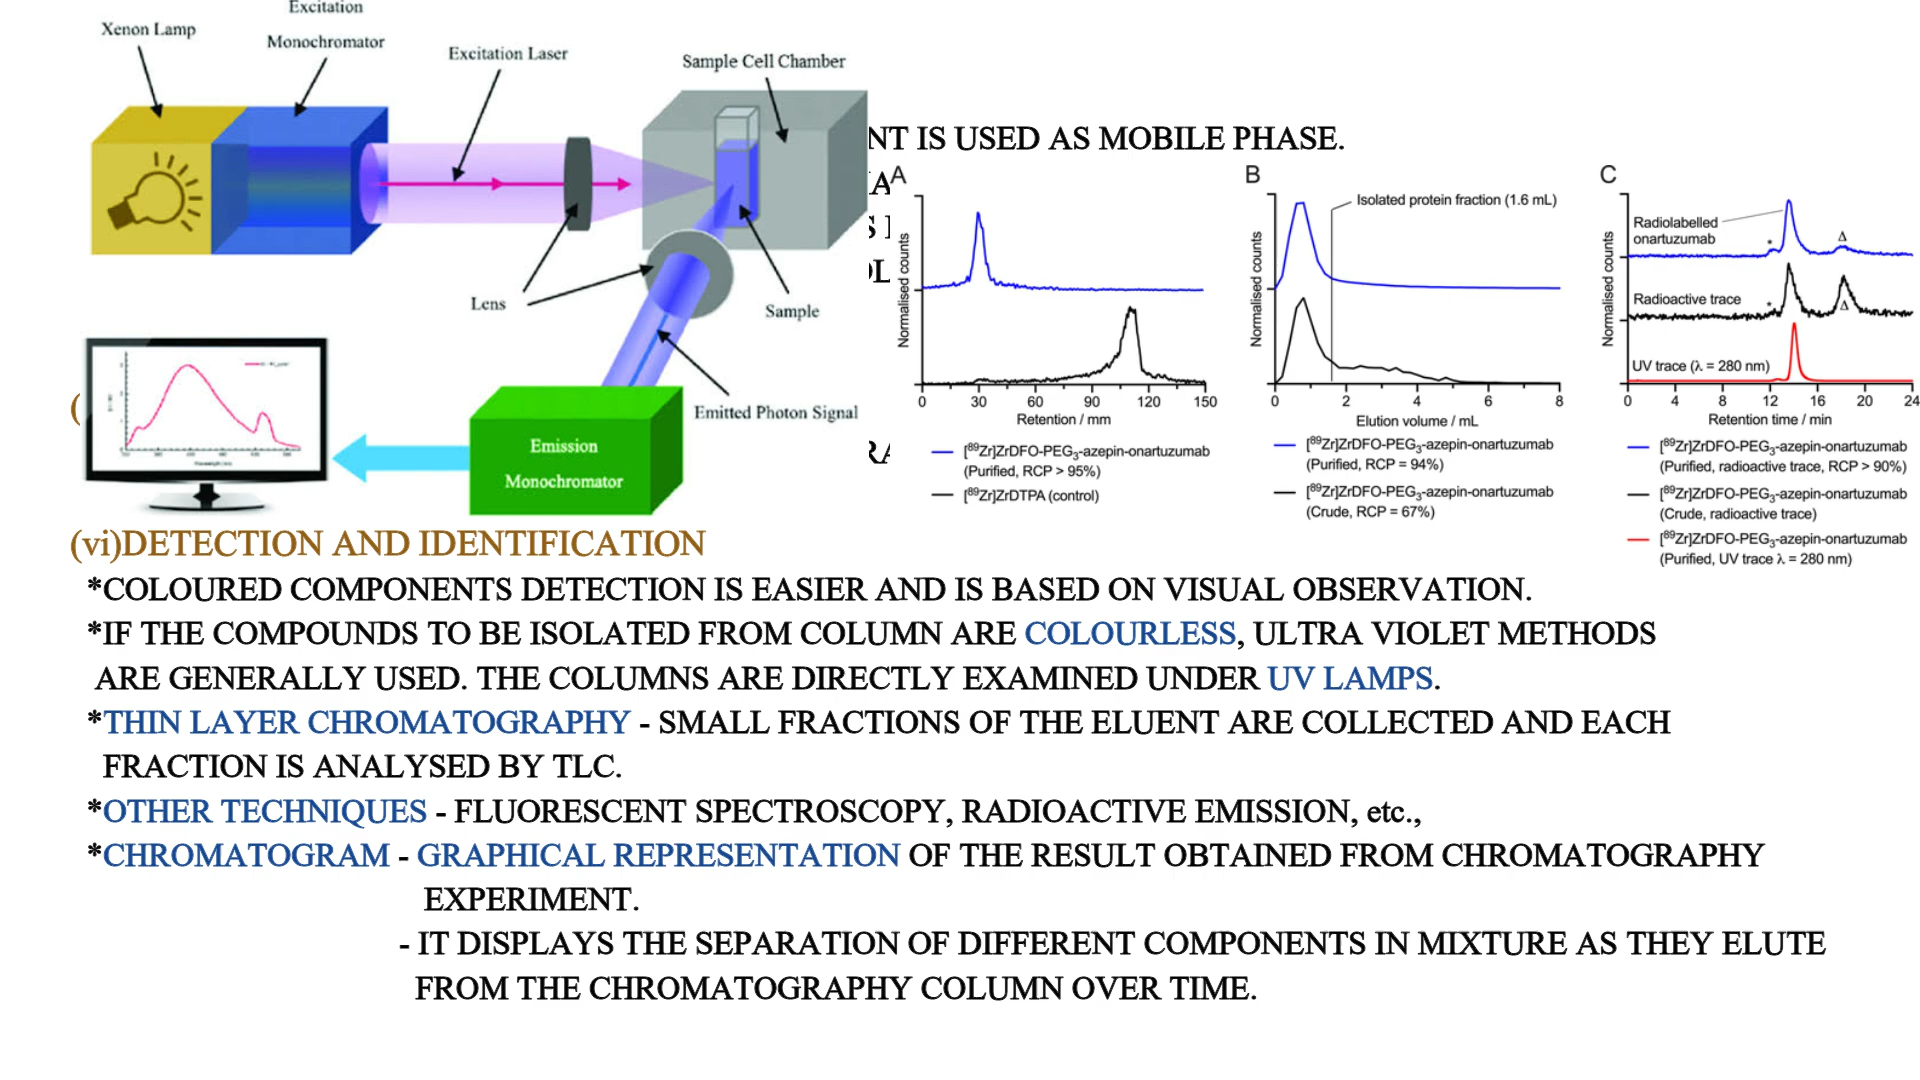 Excitation
Xenon Lamp
Monochromator
Excitation Laser
Sample Cell Chamber
Lens
Sample
Emitted Photon Signal
Emission
Monochromator
NT IS USED AS MOBILE PHASE.
A
Normalised counts
0 30 60 90 120 150
Retention / mm
[⁸⁹Zr]ZrDFO-PEG₃-azepin-onartuzumab
(Purified, RCP > 95%)
[⁸⁹Zr]ZrDTPA (control)
B
Isolated protein fraction (1.6 mL)
Normalised counts
0 2 4 6 8
Elution volume / mL
[⁸⁹Zr]ZrDFO-PEG₃-azepin-onartuzumab
(Purified, RCP = 94%)
[⁸⁹Zr]ZrDFO-PEG₃-azepin-onartuzumab
(Crude, RCP = 67%)
C
Radiolabelled
onartuzumab
* Δ
Radioactive trace
* Δ
UV trace (λ = 280 nm)
Normalised counts
0 4 8 12 16 20 24
Retention time / min
[⁸⁹Zr]ZrDFO-PEG₃-azepin-onartuzumab
(Purified, radioactive trace, RCP > 90%)
[⁸⁹Zr]ZrDFO-PEG₃-azepin-onartuzumab
(Crude, radioactive trace)
[⁸⁹Zr]ZrDFO-PEG₃-azepin-onartuzumab
(Purified, UV trace λ = 280 nm)
(
(vi)DETECTION AND IDENTIFICATION
*COLOURED COMPONENTS DETECTION IS EASIER AND IS BASED ON VISUAL OBSERVATION.
*IF THE COMPOUNDS TO BE ISOLATED FROM COLUMN ARE COLOURLESS, ULTRA VIOLET METHODS
ARE GENERALLY USED. THE COLUMNS ARE DIRECTLY EXAMINED UNDER UV LAMPS.
*THIN LAYER CHROMATOGRAPHY - SMALL FRACTIONS OF THE ELUENT ARE COLLECTED AND EACH
FRACTION IS ANALYSED BY TLC.
*OTHER TECHNIQUES - FLUORESCENT SPECTROSCOPY, RADIOACTIVE EMISSION, etc.,
*CHROMATOGRAM - GRAPHICAL REPRESENTATION OF THE RESULT OBTAINED FROM CHROMATOGRAPHY
EXPERIMENT.
- IT DISPLAYS THE SEPARATION OF DIFFERENT COMPONENTS IN MIXTURE AS THEY ELUTE
FROM THE CHROMATOGRAPHY COLUMN OVER TIME.